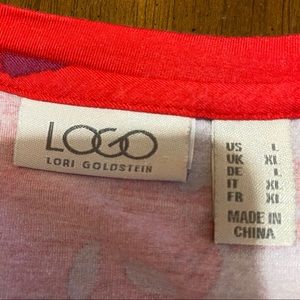 LOGO
LORI GOLDSTEIN
US L
UK XL
DE L
IT XL
FR XL
MADE IN
CHINA